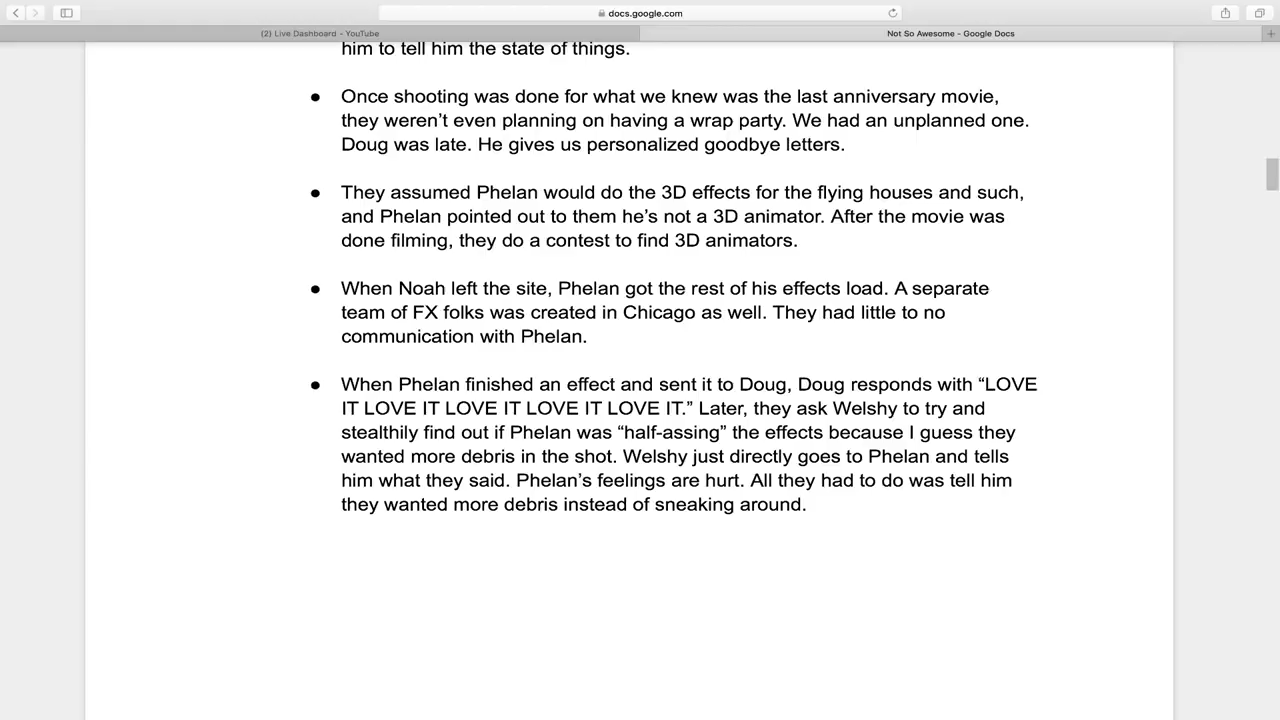 docs.google.com
(2) Live Dashboard - YouTube
Not So Awesome - Google Docs
him to tell him the state of things.
● Once shooting was done for what we knew was the last anniversary movie,
they weren’t even planning on having a wrap party. We had an unplanned one.
Doug was late. He gives us personalized goodbye letters.
● They assumed Phelan would do the 3D effects for the flying houses and such,
and Phelan pointed out to them he’s not a 3D animator. After the movie was
done filming, they do a contest to find 3D animators.
● When Noah left the site, Phelan got the rest of his effects load. A separate
team of FX folks was created in Chicago as well. They had little to no
communication with Phelan.
● When Phelan finished an effect and sent it to Doug, Doug responds with “LOVE
IT LOVE IT LOVE IT LOVE IT LOVE IT.” Later, they ask Welshy to try and
stealthily find out if Phelan was “half-assing” the effects because I guess they
wanted more debris in the shot. Welshy just directly goes to Phelan and tells
him what they said. Phelan’s feelings are hurt. All they had to do was tell him
they wanted more debris instead of sneaking around.